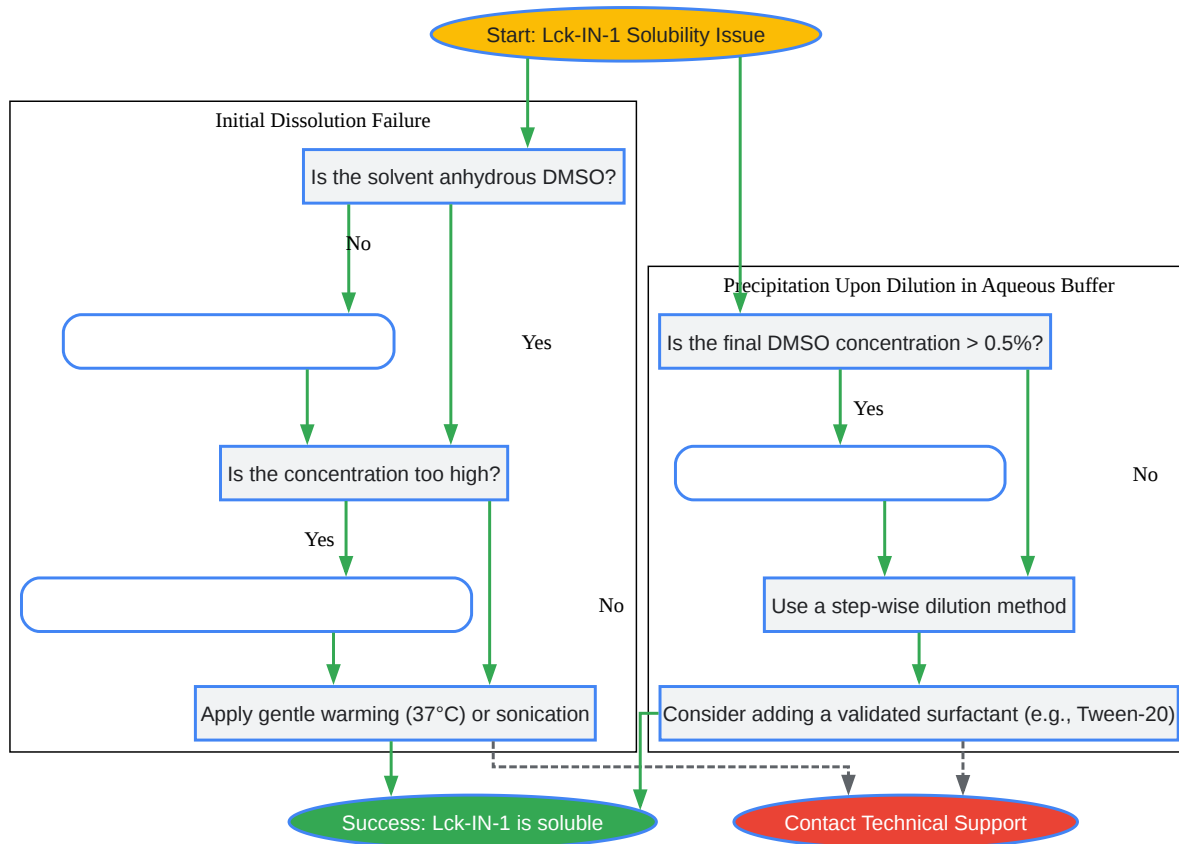 Start: Lck-IN-1 Solubility Issue
Initial Dissolution Failure
Is the solvent anhydrous DMSO?
No
Yes
Is the concentration too high?
Yes
No
Apply gentle warming (37°C) or sonication
Precipitation Upon Dilution in Aqueous Buffer
Is the final DMSO concentration > 0.5%?
Yes
No
Use a step-wise dilution method
Consider adding a validated surfactant (e.g., Tween-20)
Success: Lck-IN-1 is soluble
Contact Technical Support